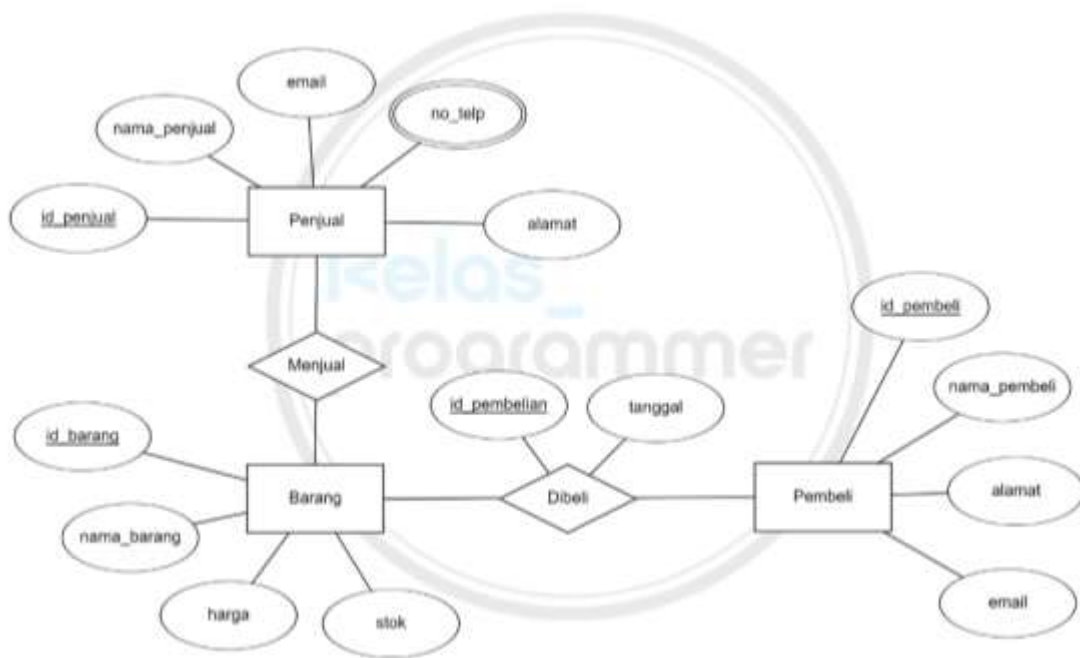 email
no_telp
nama_penjual
id_penjual
Penjual
alamat
kelas_
programmer
id_pembeli
Menjual
nama_pembeli
id_pembelian
tanggal
id_barang
Barang
Dibeli
Pembeli
alamat
nama_barang
harga
stok
email